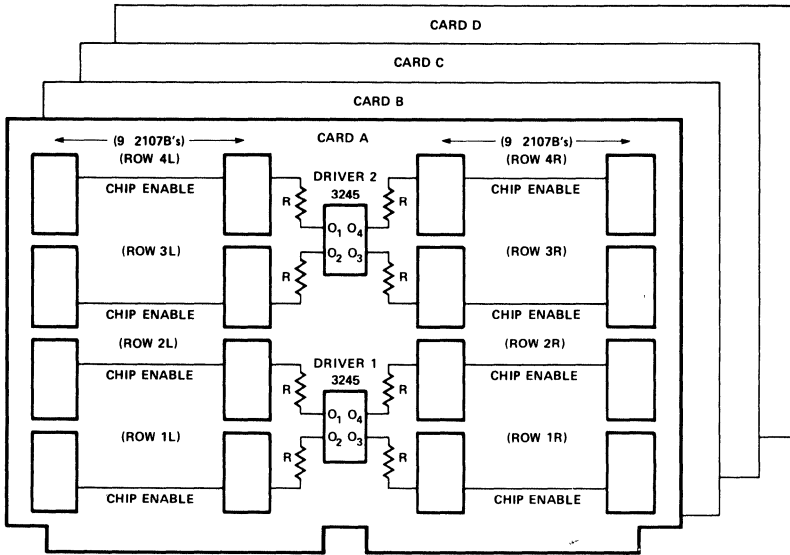 CARD D
CARD C
CARD B
CARD A
(9 2107B's)
(ROW 4L)
CHIP ENABLE
R
DRIVER 2
3245
R
(9 2107B's)
(ROW 4R)
CHIP ENABLE
O1 O4
O2 O3
(ROW 3L)
CHIP ENABLE
R
R
(ROW 3R)
CHIP ENABLE
(ROW 2L)
CHIP ENABLE
R
DRIVER 1
3245
R
(ROW 2R)
CHIP ENABLE
O1 O4
O2 O3
(ROW 1L)
CHIP ENABLE
R
R
(ROW 1R)
CHIP ENABLE